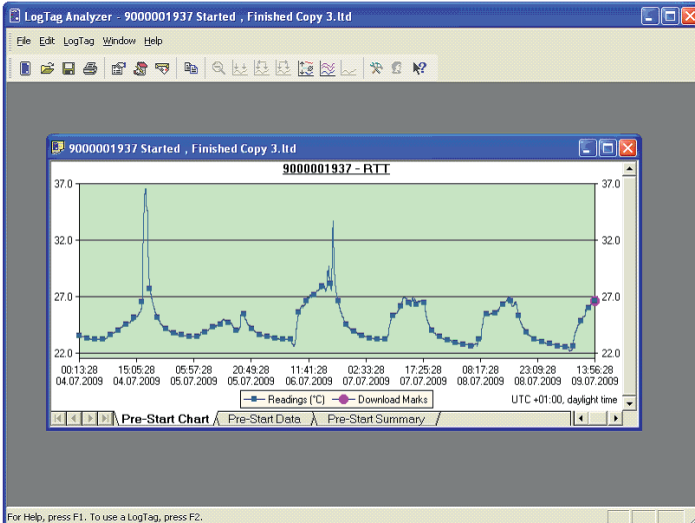 LogTag Analyzer - 9000001937 Started , Finished Copy 3.ltd
File Edit LogTag Window Help
9000001937 Started , Finished Copy 3.ltd
9000001937 - RTT
37.0 37.0
32.0 32.0
27.0 27.0
22.0 22.0
00:13:28 15:05:28 05:57:28 20:49:28 11:41:28 02:33:28 17:25:28 08:17:28 23:09:28 13:56:28
04.07.2009 04.07.2009 05.07.2009 05.07.2009 06.07.2009 07.07.2009 07.07.2009 08.07.2009 08.07.2009 09.07.2009
Readings (°C) Download Marks UTC +01:00, daylight time
Pre-Start Chart Pre-Start Data Pre-Start Summary
For Help, press F1. To use a LogTag, press F2.